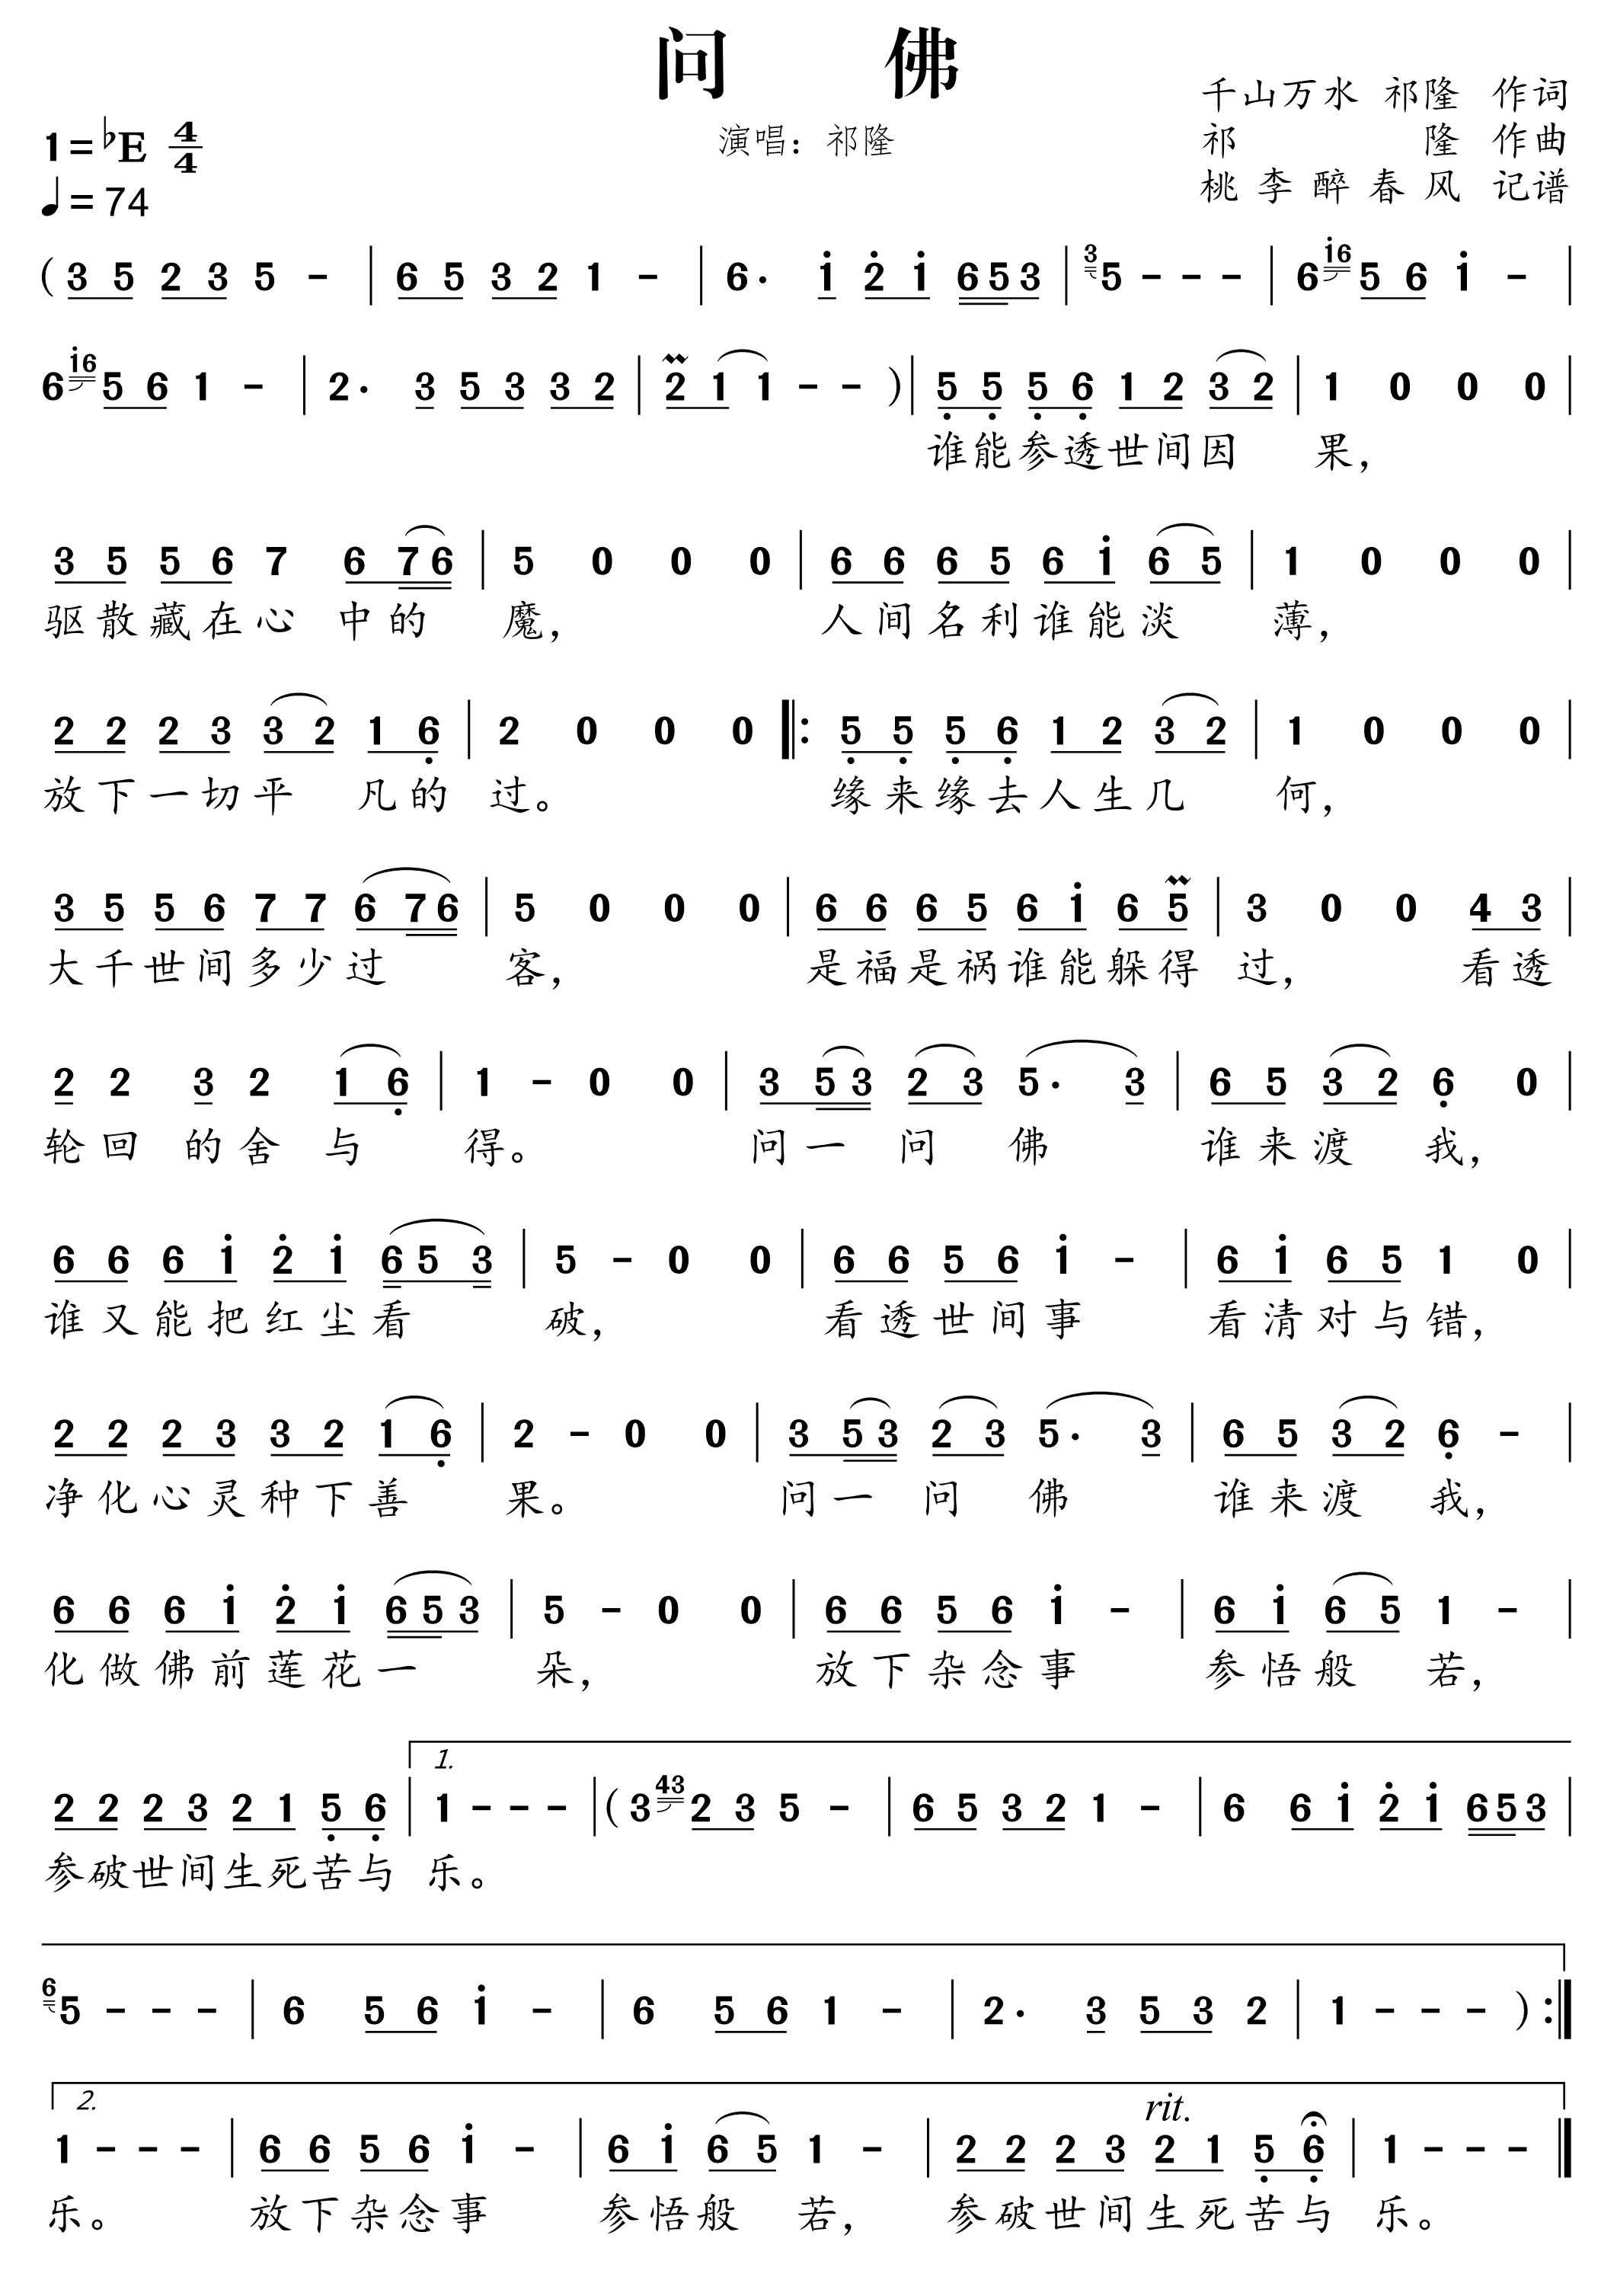 问 佛
千山万水 祁隆 作词
1=♭E 4/4 演唱：祁隆 祁 隆 作曲
♩=74 桃李醉春风 记谱
( 3 5 2 3 5 - | 6 5 3 2 1 - | 6· i̇ 2̇ i̇ 6 5 3 | 3 5 - - - | 6 i̇6 5 6 i̇ - |
6 i̇6 5 6 1 - | 2· 3 5 3 3 2 | 2 1 1 - - ) | 5̣ 5̣ 5̣ 6̣ 1 2 3 2 | 1 0 0 0 |
谁能参透世间因 果，
3 5 5 6 7 6 7 6 | 5 0 0 0 | 6 6 6 5 6 i̇ 6 5 | 1 0 0 0 |
驱散藏在心 中的 魔， 人间名利谁能淡 薄，
2 2 2 3 3 2 1 6̣ | 2 0 0 0 |: 5̣ 5̣ 5̣ 6̣ 1 2 3 2 | 1 0 0 0 |
放下一切平 凡的 过。 缘来缘去人生几 何，
3 5 5 6 7 7 6 7 6 | 5 0 0 0 | 6 6 6 5 6 i̇ 6 5 | 3 0 0 4 3 |
大千世间多少过 客， 是福是祸谁能躲得 过， 看透
2 2 3 2 1 6̣ | 1 - 0 0 | 3 5 3 2 3 5· 3 | 6 5 3 2 6̣ 0 |
轮回 的舍 与 得。 问一 问 佛 谁来渡 我，
6 6 6 i̇ 2̇ i̇ 6 5 3 | 5 - 0 0 | 6 6 5 6 i̇ - | 6 i̇ 6 5 1 0 |
谁又能把红尘看 破， 看透世间事 看清对与错，
2 2 2 3 3 2 1 6̣ | 2 - 0 0 | 3 5 3 2 3 5· 3 | 6 5 3 2 6̣ - |
净化心灵种下善 果。 问一 问 佛 谁来渡 我，
6 6 6 i̇ 2̇ i̇ 6 5 3 | 5 - 0 0 | 6 6 5 6 i̇ - | 6 i̇ 6 5 1 - |
化做佛前莲花一 朵， 放下杂念事 参悟般 若，
1.
2 2 2 3 2 1 5̣ 6̣ | 1 - - - | ( 3 43 2 3 5 - | 6 5 3 2 1 - | 6 6 i̇ 2̇ i̇ 6 5 3 |
参破世间生死苦与 乐。
6 5 - - - | 6 5 6 i̇ - | 6 5 6 1 - | 2· 3 5 3 2 | 1 - - - ) :|
2. rit.
1 - - - | 6 6 5 6 i̇ - | 6 i̇ 6 5 1 - | 2 2 2 3 2 1 5̣ 6̣ | 1 - - - |
乐。 放下杂念事 参悟般 若， 参破世间生死苦与 乐。